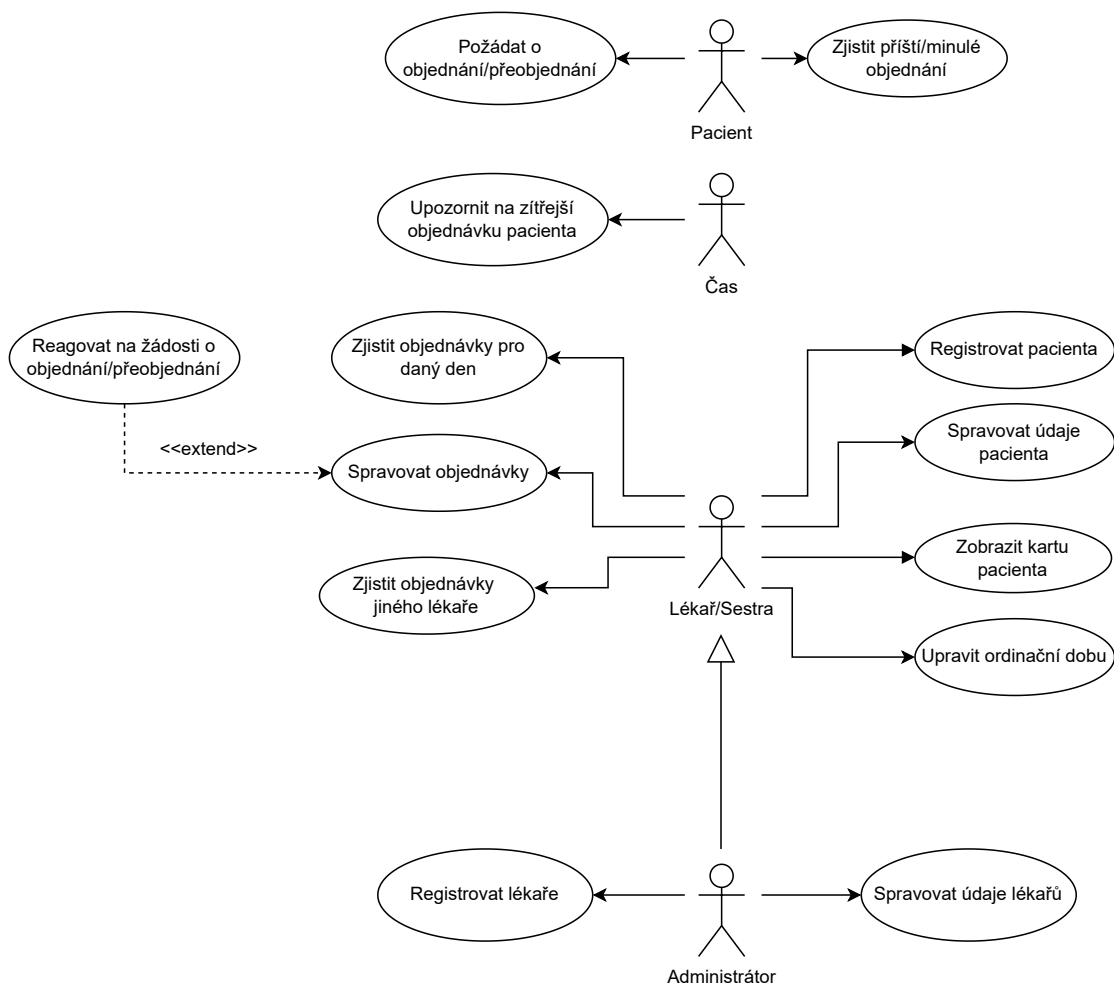 Požádat o
objednání/přeobjednání
Zjistit příští/minulé
objednání
Pacient
Upozornit na zítřejší
objednávku pacienta
Čas
Reagovat na žádosti o
objednání/přeobjednání
Zjistit objednávky pro
daný den
Registrovat pacienta
<<extend>>
Spravovat objednávky
Spravovat údaje
pacienta
Zjistit objednávky
jiného lékaře
Lékař/Sestra
Zobrazit kartu
pacienta
Upravit ordinační dobu
Registrovat lékaře
Spravovat údaje lékařů
Administrátor